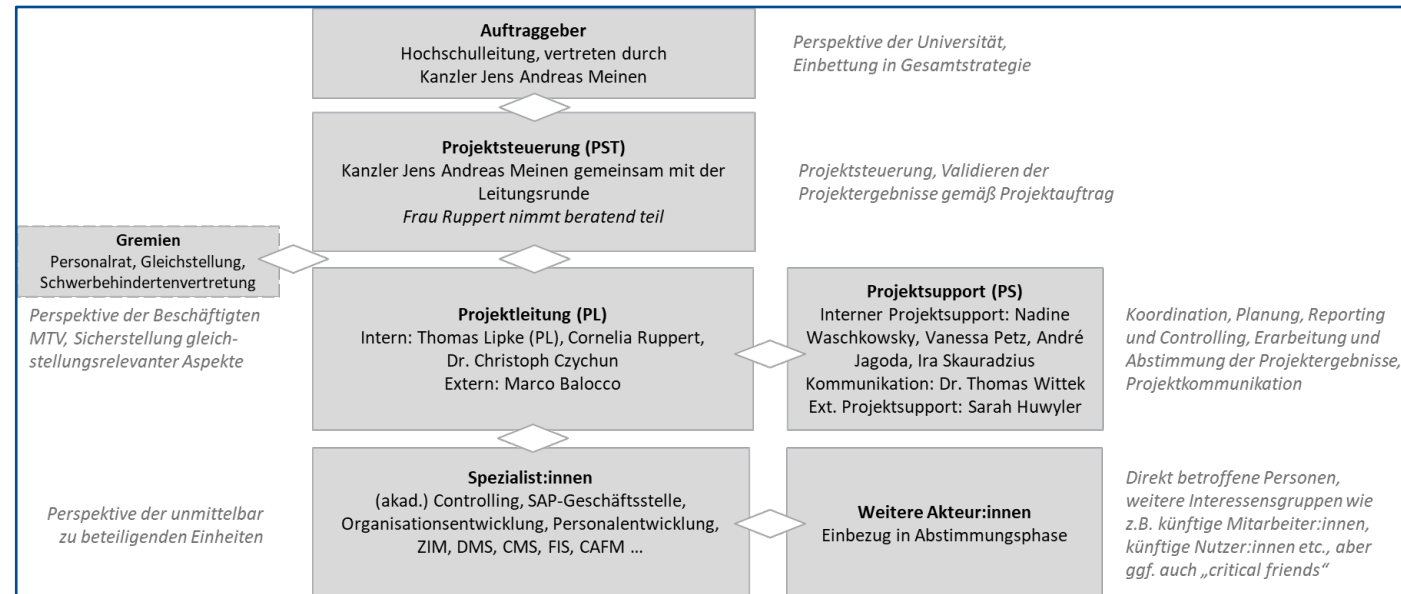 Auftraggeber
Hochschulleitung, vertreten durch
Kanzler Jens Andreas Meinen
Perspektive der Universität,
Einbettung in Gesamtstrategie
Projektsteuerung (PST)
Kanzler Jens Andreas Meinen gemeinsam mit der
Leitungsrunde
Frau Ruppert nimmt beratend teil
Projektsteuerung, Validieren der
Projektergebnisse gemäß Projektauftrag
Gremien
Personalrat, Gleichstellung,
Schwerbehindertenvertretung
Perspektive der Beschäftigten
MTV, Sicherstellung gleich-
stellungsrelevanter Aspekte
Projektleitung (PL)
Intern: Thomas Lipke (PL), Cornelia Ruppert,
Dr. Christoph Czychun
Extern: Marco Balocco
Projektsupport (PS)
Interner Projektsupport: Nadine
Waschkowsky, Vanessa Petz, André
Jagoda, Ira Skauradzius
Kommunikation: Dr. Thomas Wittek
Ext. Projektsupport: Sarah Huwyler
Koordination, Planung, Reporting
und Controlling, Erarbeitung und
Abstimmung der Projektergebnisse,
Projektkommunikation
Perspektive der unmittelbar
zu beteiligenden Einheiten
Spezialist:innen
(akad.) Controlling, SAP-Geschäftsstelle,
Organisationsentwicklung, Personalentwicklung,
ZIM, DMS, CMS, FIS, CAFM …
Weitere Akteur:innen
Einbezug in Abstimmungsphase
Direkt betroffene Personen,
weitere Interessensgruppen wie
z.B. künftige Mitarbeiter:innen,
künftige Nutzer:innen etc., aber
ggf. auch „critical friends“